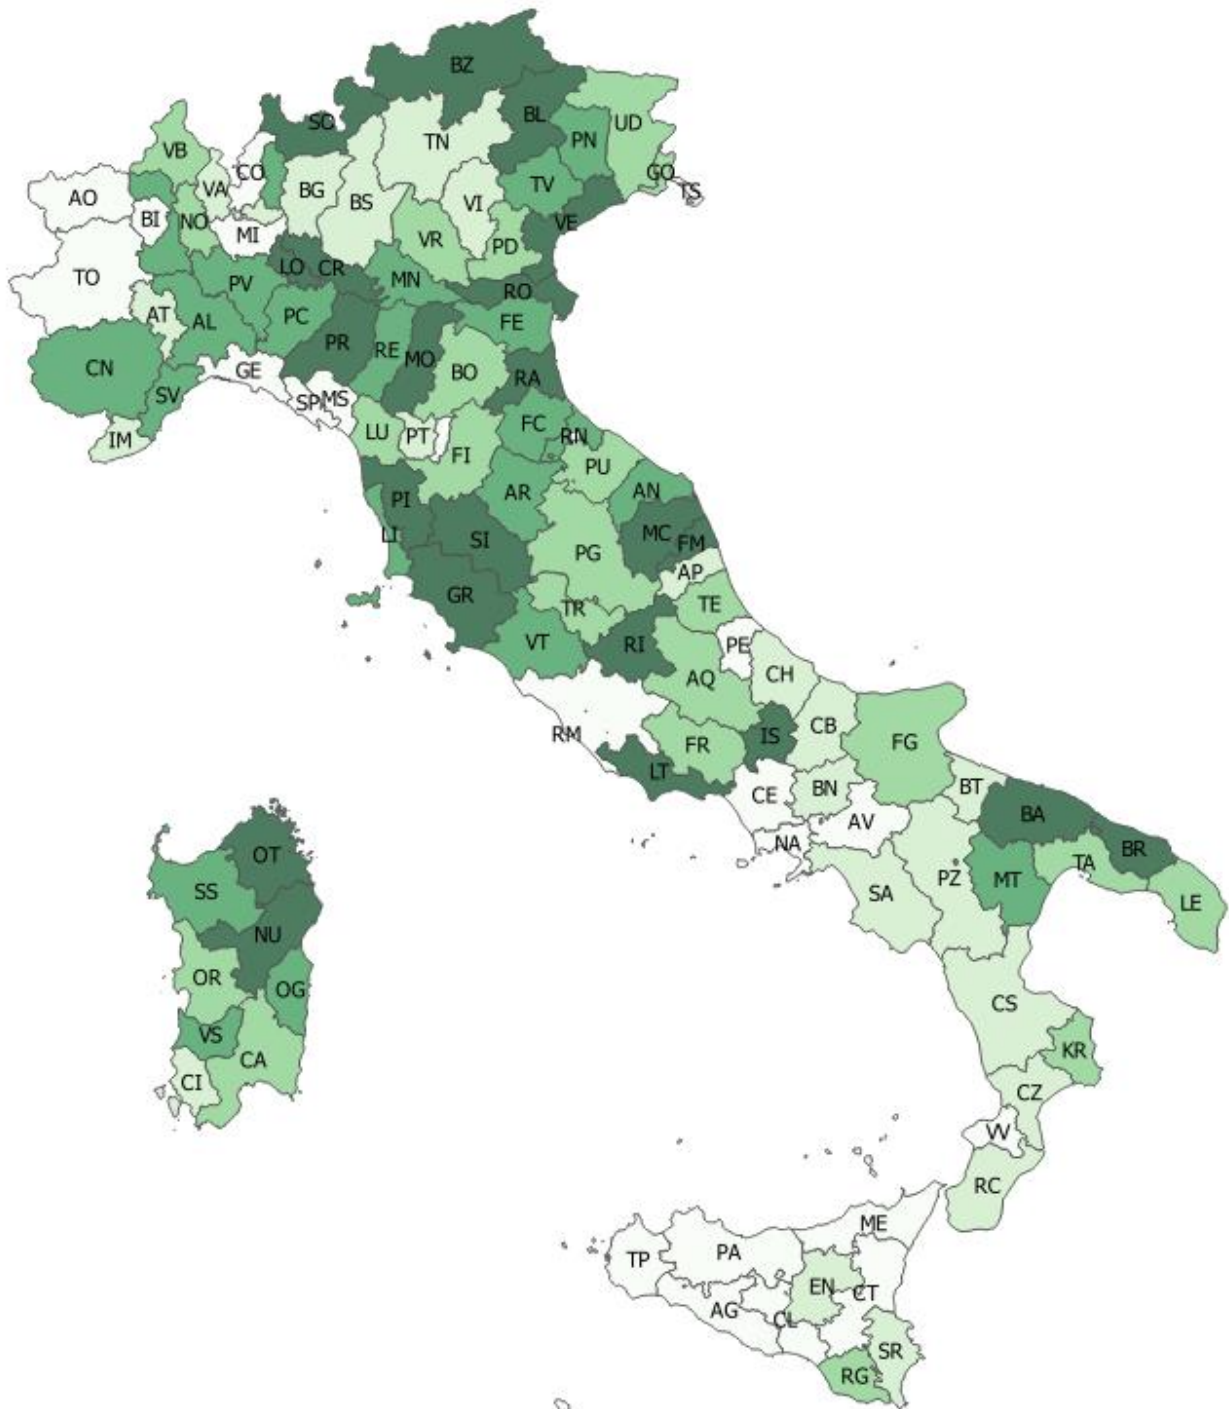 BZ
SO
BL
UD
PN
TN
VB
CO
GO
VA
BG
TV
TS
AO
BS
VI
BI
NO
VE
MI
VR
PD
LO
CR
TO
MN
PV
RO
AT
AL
PC
FE
PR
RE
MO
CN
GE
BO
RA
SV
SP
MS
IM
LU
PT
FC
RN
FI
PU
AR
AN
PI
LI
SI
MC
FM
PG
AP
GR
TR
TE
VT
RI
PE
AQ
CH
RM
FR
IS
CB
FG
LT
CE
BN
BT
AV
BA
NA
BR
OT
TA
SS
SA
PZ
MT
LE
NU
OR
OG
CS
VS
CA
KR
CI
CZ
VV
RC
ME
TP
PA
EN
CT
AG
CL
SR
RG